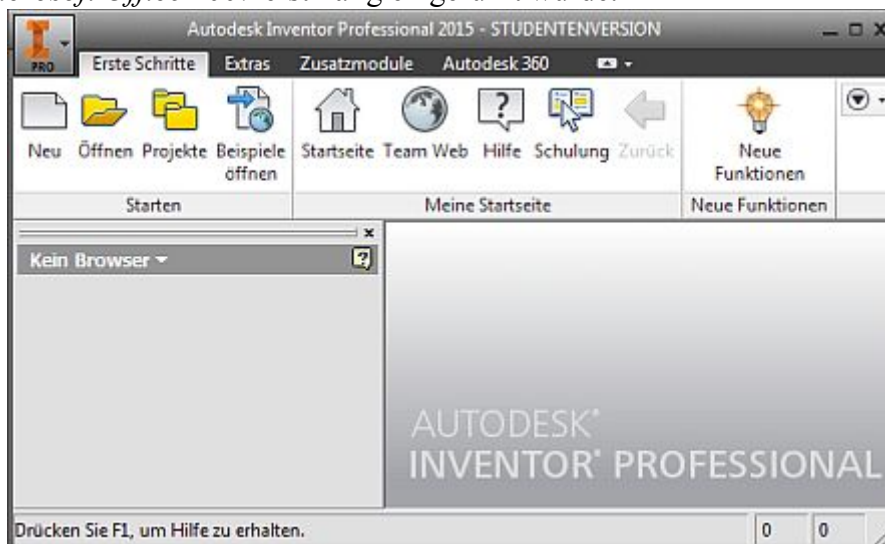 Autodesk Inventor Professional 2015 - STUDENTENVERSION
PRO
Erste Schritte Extras Zusatzmodule Autodesk 360
Neu Öffnen Projekte Beispiele öffnen Startseite Team Web Hilfe Schulung Zurück Neue Funktionen
Starten Meine Startseite Neue Funktionen
Kein Browser
AUTODESK®
INVENTOR® PROFESSIONAL
Drücken Sie F1, um Hilfe zu erhalten. 0 0